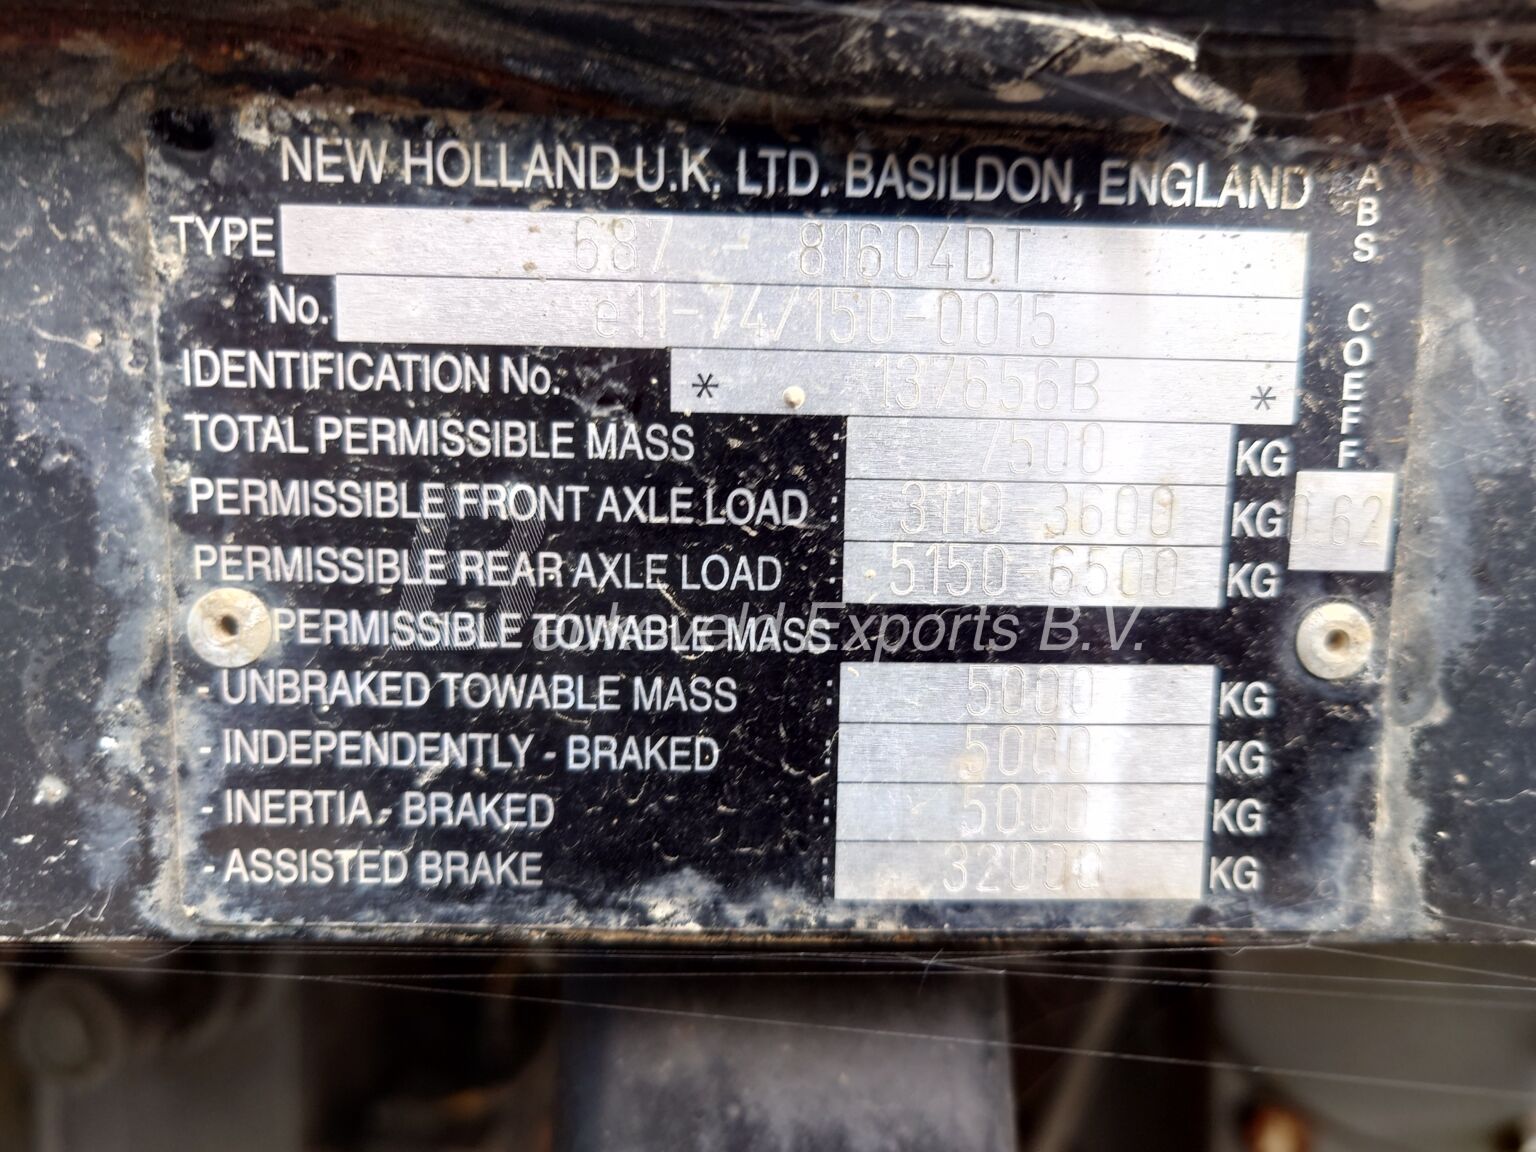 NEW HOLLAND U.K. LTD. BASILDON, ENGLAND
TYPE 687 - 81604DT
No. e11-74/150-0015
IDENTIFICATION No. * 137656B *
TOTAL PERMISSIBLE MASS : 7500 KG
PERMISSIBLE FRONT AXLE LOAD : 3110-3600 KG
PERMISSIBLE REAR AXLE LOAD : 5150-6500 KG
PERMISSIBLE TOWABLE MASS
- UNBRAKED TOWABLE MASS : 5000 KG
- INDEPENDENTLY - BRAKED : 5000 KG
- INERTIA - BRAKED : 5000 KG
- ASSISTED BRAKE : 32000 KG
ABS COEFF.
0.62
Exports B.V.